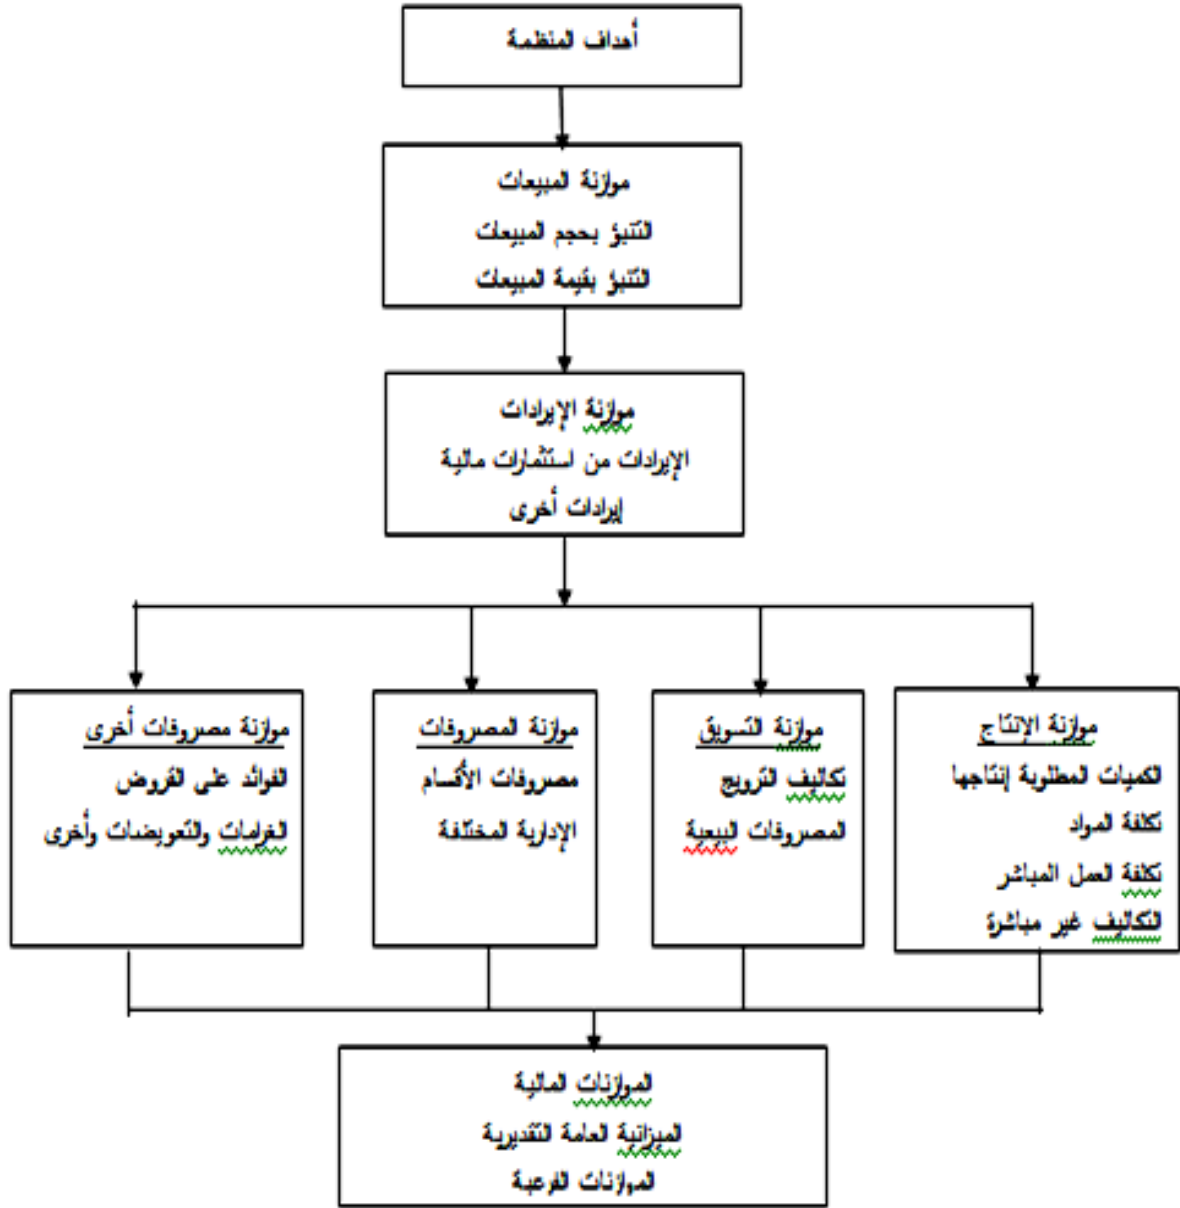 أهداف المنظمة
موازنة المبيعات
التنبؤ بحجم المبيعات
التنبؤ بقيمة المبيعات
موازنة الإيرادات
الإيرادات من استثمارات مالية
إيرادات أخرى
موازنة الإنتاج
الكميات المطلوبة إنتاجها
تكلفة المواد
تكلفة العمل المباشر
التكاليف غير مباشرة
موازنة التسويق
تكاليف الترويج
المصروفات البيعية
موازنة المصروفات
مصروفات الأقسام
الإدارية المختلفة
موازنة مصروفات أخرى
الفوائد على القروض
الغرامات والتعويضات وأخرى
الموازنات المالية
الميزانية العامة التقديرية
الموازنات الفرعية